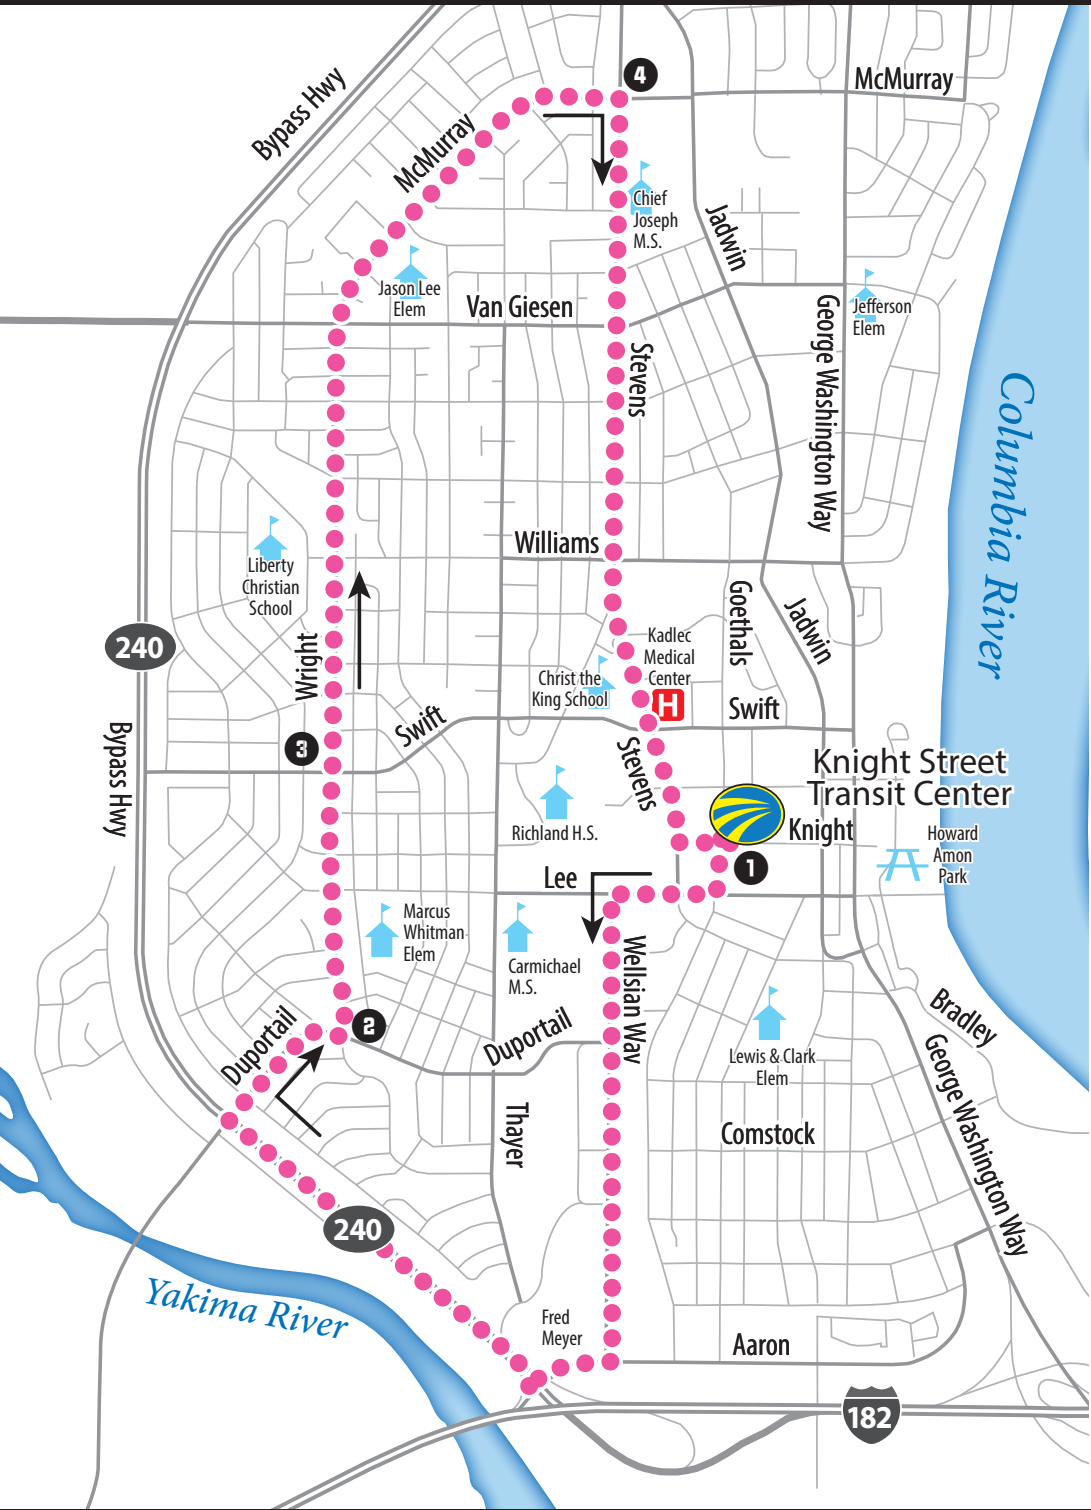 4
McMurray
Bypass Hwy
McMurray
Chief
Joseph
M.S.
Jadwin
Jason Lee
Elem
Van Giesen
Jefferson
Elem
George Washington Way
Stevens
Columbia River
Williams
Liberty
Christian
School
Goethals
Jadwin
240
Wright
Kadlec
Medical
Center
Christ the
King School
H
Swift
Swift
3
Bypass Hwy
Stevens
Knight Street
Transit Center
Knight
Richland H.S.
Howard
Amon
Park
1
Lee
Marcus
Whitman
Elem
Carmichael
M.S.
Wellsian Way
Bradley
2
Duportail
Duportail
Lewis & Clark
Elem
George Washington Way
Thayer
Comstock
240
Yakima River
Fred
Meyer
Aaron
182